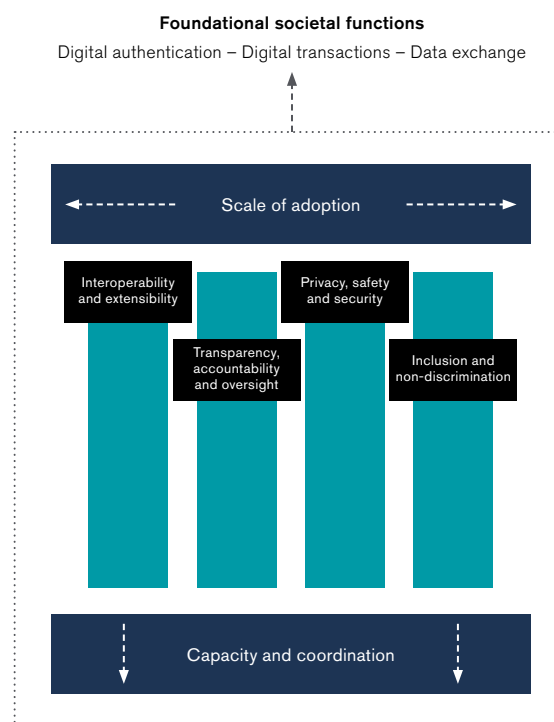 Foundational societal functions
Digital authentication – Digital transactions – Data exchange
Scale of adoption
Interoperability
and extensibility
Privacy, safety
and security
Transparency,
accountability
and oversight
Inclusion and
non-discrimination
Capacity and coordination